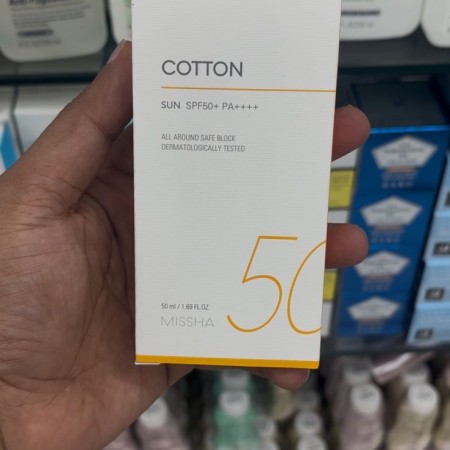 COTTON
SUN SPF50+ PA++++
ALL AROUND SAFE BLOCK
DERMATOLOGICALLY TESTED
50
50 ml / 1.69 FL.OZ
MISSHA